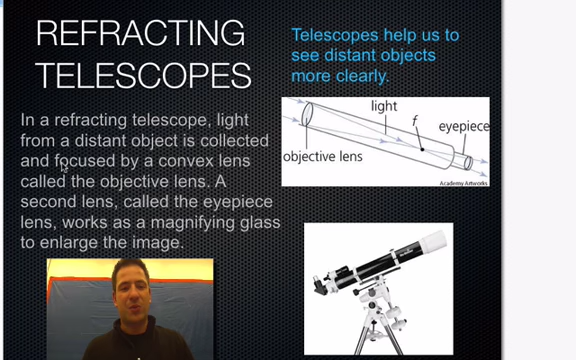 REFRACTING
TELESCOPES
Telescopes help us to
see distant objects
more clearly.
In a refracting telescope, light
from a distant object is collected
and focused by a convex lens
called the objective lens. A
second lens, called the eyepiece
lens, works as a magnifying glass
to enlarge the image.
light
f
eyepiece
objective lens
Academy Artworks